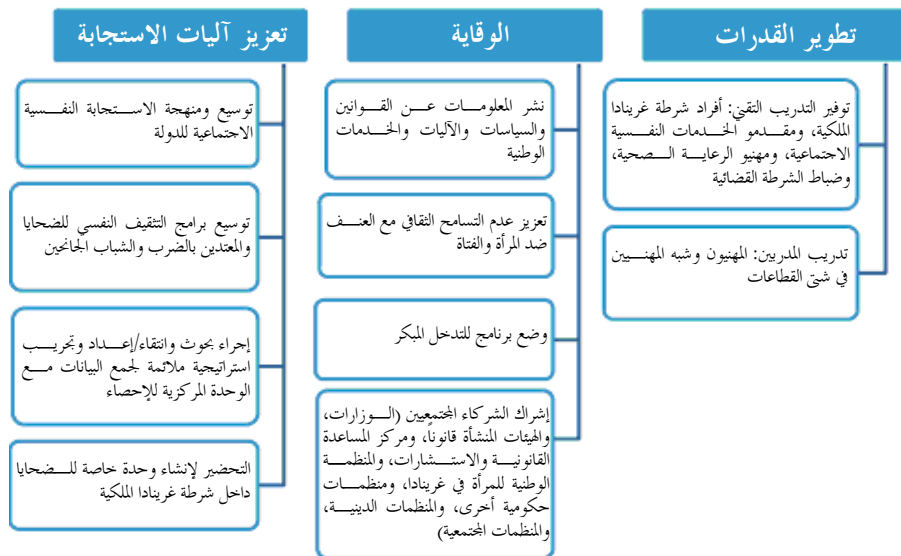 تطوير القدرات
توفير التدريب التقني: أفراد شرطة غرينادا
الملكية، ومقدمو الخدمات النفسية
الاجتماعية، ومهنيو الرعاية الصحية،
وضباط الشرطة القضائية
تدريب المدربين: المهنيون وشبه المهنيين
في شتى القطاعات
الوقاية
نشر المعلومات عن القوانين
والسياسات والآليات والخدمات
الوطنية
تعزيز عدم التسامح الثقافي مع العنف
ضد المرأة والفتاة
وضع برنامج للتدخل المبكر
إشراك الشركاء المجتمعيين (الوزارات،
والهيئات المنشأة قانوناً، ومركز المساعدة
القانونية والاستشارات، والمنظمة
الوطنية للمرأة في غرينادا، ومنظمات
حكومية أخرى، والمنظمات الدينية،
والمنظمات المجتمعية)
تعزيز آليات الاستجابة
توسيع ومنهجة الاستجابة النفسية
الاجتماعية للدولة
توسيع برامج التثقيف النفسي للضحايا
والمعتدين بالضرب والشباب الجانحين
إجراء بحوث وانتقاء/إعداد وتجريب
استراتيجية ملائمة لجمع البيانات مع
الوحدة المركزية للإحصاء
التحضير لإنشاء وحدة خاصة للضحايا
داخل شرطة غرينادا الملكية